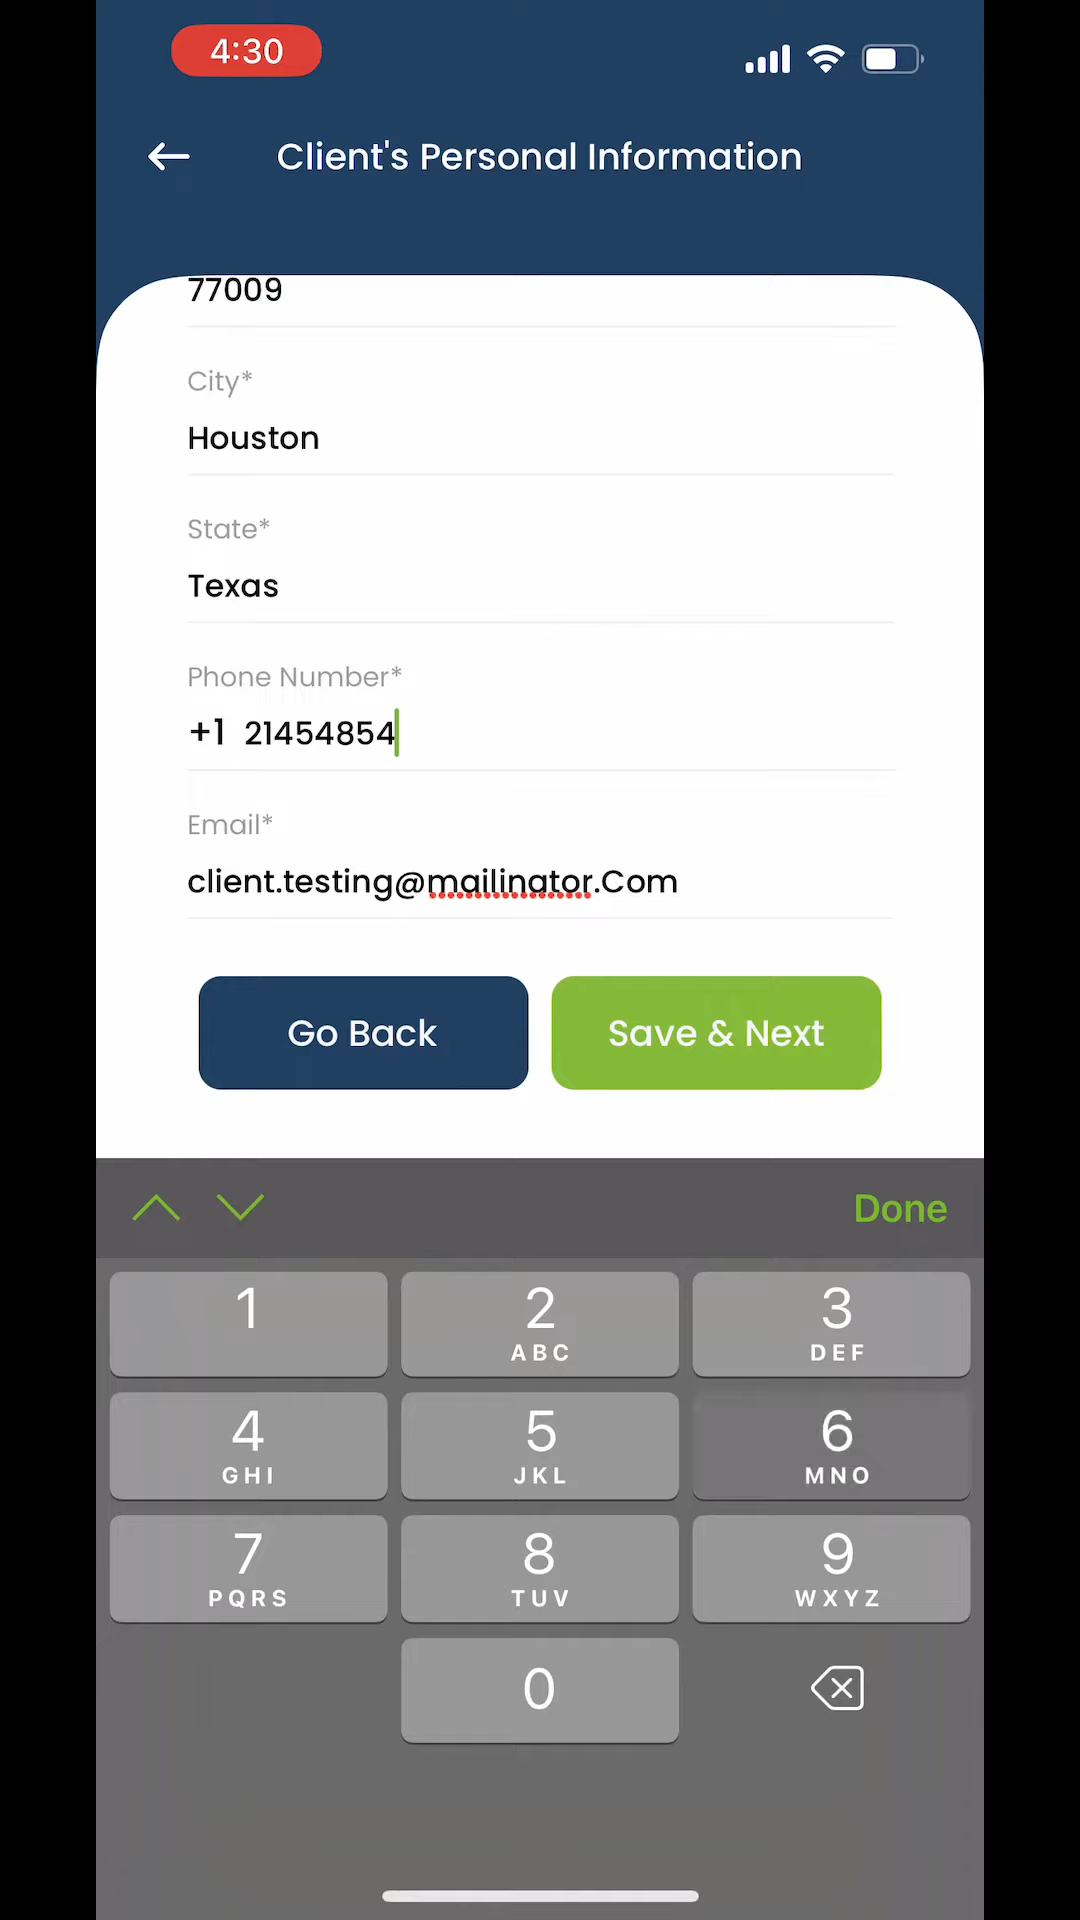 4:30
Client's Personal Information
77009
City*
Houston
State*
Texas
Phone Number*
+1 21454854
Email*
client.testing@mailinator.Com
Go Back
Save & Next
Done
1
2
3
ABC
DEF
4
5
6
GHI
JKL
MNO
7
8
9
PQRS
TUV
WXYZ
0